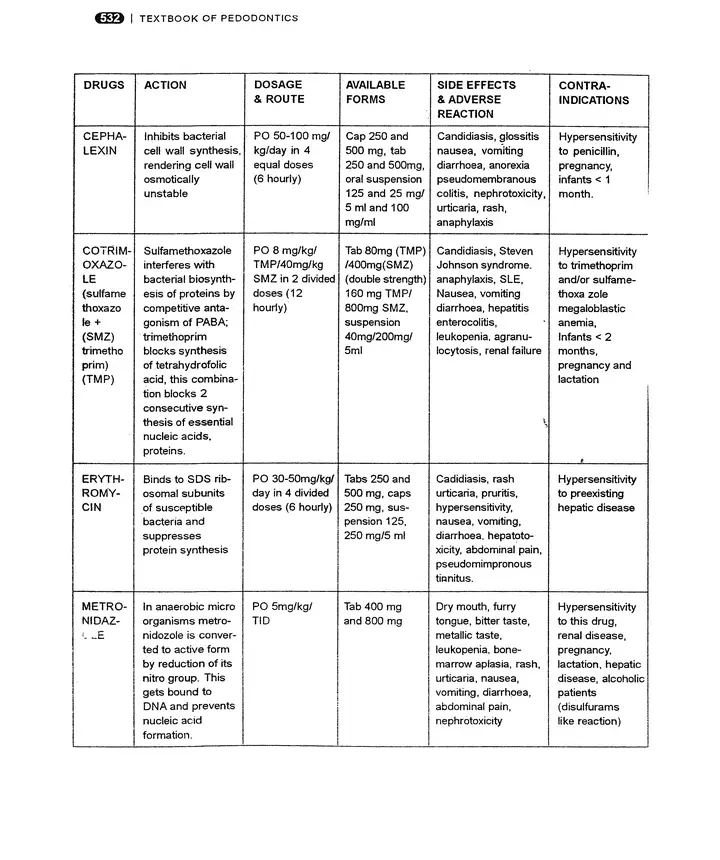 532 | TEXTBOOK OF PEDODONTICS
DRUGS
ACTION
DOSAGE
& ROUTE
AVAILABLE
FORMS
SIDE EFFECTS
& ADVERSE
REACTION
CONTRA-
INDICATIONS
CEPHA-
LEXIN
Inhibits bacterial
cell wall synthesis,
rendering cell wall
osmotically
unstable
PO 50-100 mg/
kg/day in 4
equal doses
(6 hourly)
Cap 250 and
500 mg, tab
250 and 500mg,
oral suspension
125 and 25 mg/
5 ml and 100
mg/ml
Candidiasis, glossitis
nausea, vomiting
diarrhoea, anorexia
pseudomembranous
colitis, nephrotoxicity,
urticaria, rash,
anaphylaxis
Hypersensitivity
to penicillin,
pregnancy,
infants < 1
month.
COTRIM-
OXAZO-
LE
(sulfame
thoxazo
le +
(SMZ)
trimetho
prim)
(TMP)
Sulfamethoxazole
interferes with
bacterial biosynth-
esis of proteins by
competitive anta-
gonism of PABA;
trimethoprim
blocks synthesis
of tetrahydrofolic
acid, this combina-
tion blocks 2
consecutive syn-
thesis of essential
nucleic acids,
proteins.
PO 8 mg/kg/
TMP/40mg/kg
SMZ in 2 divided
doses (12
hourly)
Tab 80mg (TMP)
/400mg(SMZ)
(double strength)
160 mg TMP/
800mg SMZ,
suspension
40mg/200mg/
5ml
Candidiasis, Steven
Johnson syndrome.
anaphylaxis, SLE,
Nausea, vomiting
diarrhoea, hepatitis
enterocolitis,
leukopenia, agranu-
locytosis, renal failure
Hypersensitivity
to trimethoprim
and/or sulfame-
thoxa zole
megaloblastic
anemia,
Infants < 2
months,
pregnancy and
lactation
ERYTH-
ROMY-
CIN
Binds to SDS rib-
osomal subunits
of susceptible
bacteria and
suppresses
protein synthesis
PO 30-50mg/kg/
day in 4 divided
doses (6 hourly)
Tabs 250 and
500 mg, caps
250 mg, sus-
pension 125,
250 mg/5 ml
Cadidiasis, rash
urticaria, pruritis,
hypersensitivity,
nausea, vomiting,
diarrhoea, hepatoto-
xicity, abdominal pain,
pseudomimpronous
tinnitus.
Hypersensitivity
to preexisting
hepatic disease
METRO-
NIDAZ-
LE
In anaerobic micro
organisms metro-
nidozole is conver-
ted to active form
by reduction of its
nitro group. This
gets bound to
DNA and prevents
nucleic acid
formation.
PO 5mg/kg/
TID
Tab 400 mg
and 800 mg
Dry mouth, furry
tongue, bitter taste,
metallic taste,
leukopenia, bone-
marrow aplasia, rash,
urticaria, nausea,
vomiting, diarrhoea,
abdominal pain,
nephrotoxicity
Hypersensitivity
to this drug,
renal disease,
pregnancy,
lactation, hepatic
disease, alcoholic
patients
(disulfurams
like reaction)